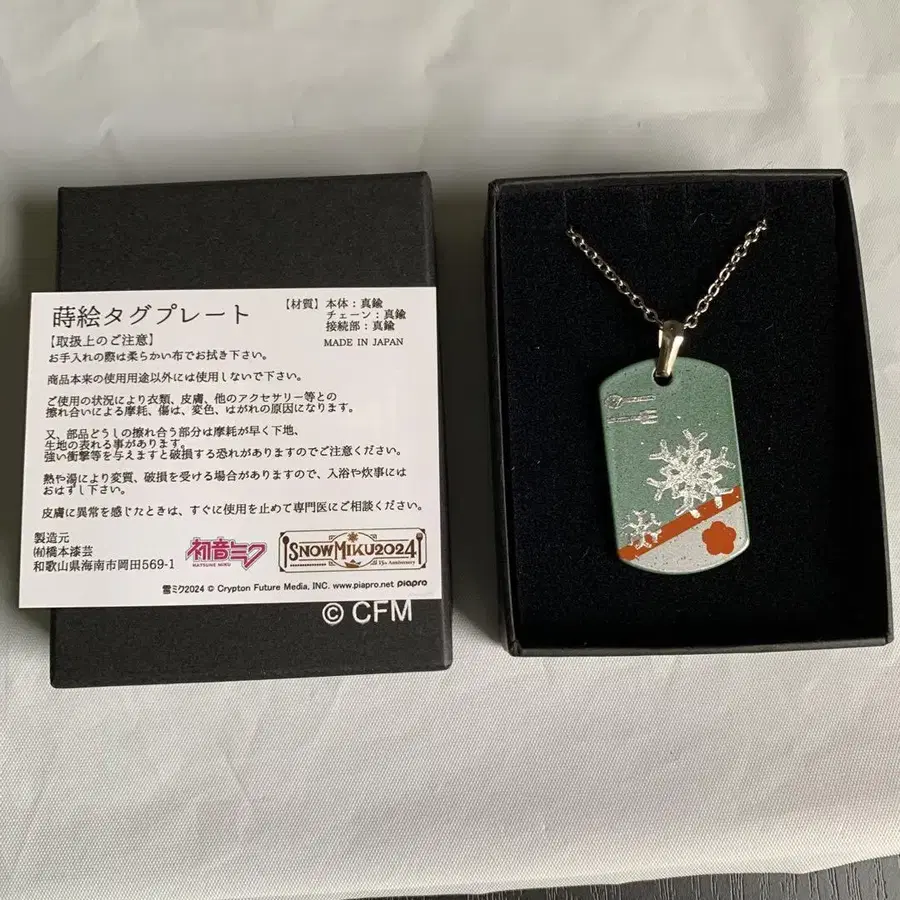 蒔絵タグプレート
【材質】本体：真鍮
チェーン：真鍮
接続部：真鍮
MADE IN JAPAN
【取扱上のご注意】
お手入れの際は柔らかい布でお拭き下さい。
商品本来の使用用途以外には使用しないで下さい。
ご使用の状況により衣類、皮膚、他のアクセサリー等との
擦れ合いによる摩耗、傷は、変色、はがれの原因になります。
又、部品どうしの擦れ合う部分は摩耗が早く下地、
生地の表れる事があります。
強い衝撃等を与えますと破損する恐れがありますのでご注意ください。
熱や湯により変質、破損を受ける場合がありますので、入浴や炊事には
おはずし下さい。
皮膚に異常を感じたときは、すぐに使用を止めて専門医にご相談ください。
製造元
㈲橋本漆芸
和歌山県海南市岡田569-1
初音ミク
HATSUNE MIKU
SNOW MIKU 2024
15th Anniversary
雪ミク2024 © Crypton Future Media, INC. www.piapro.net piapro
© CFM